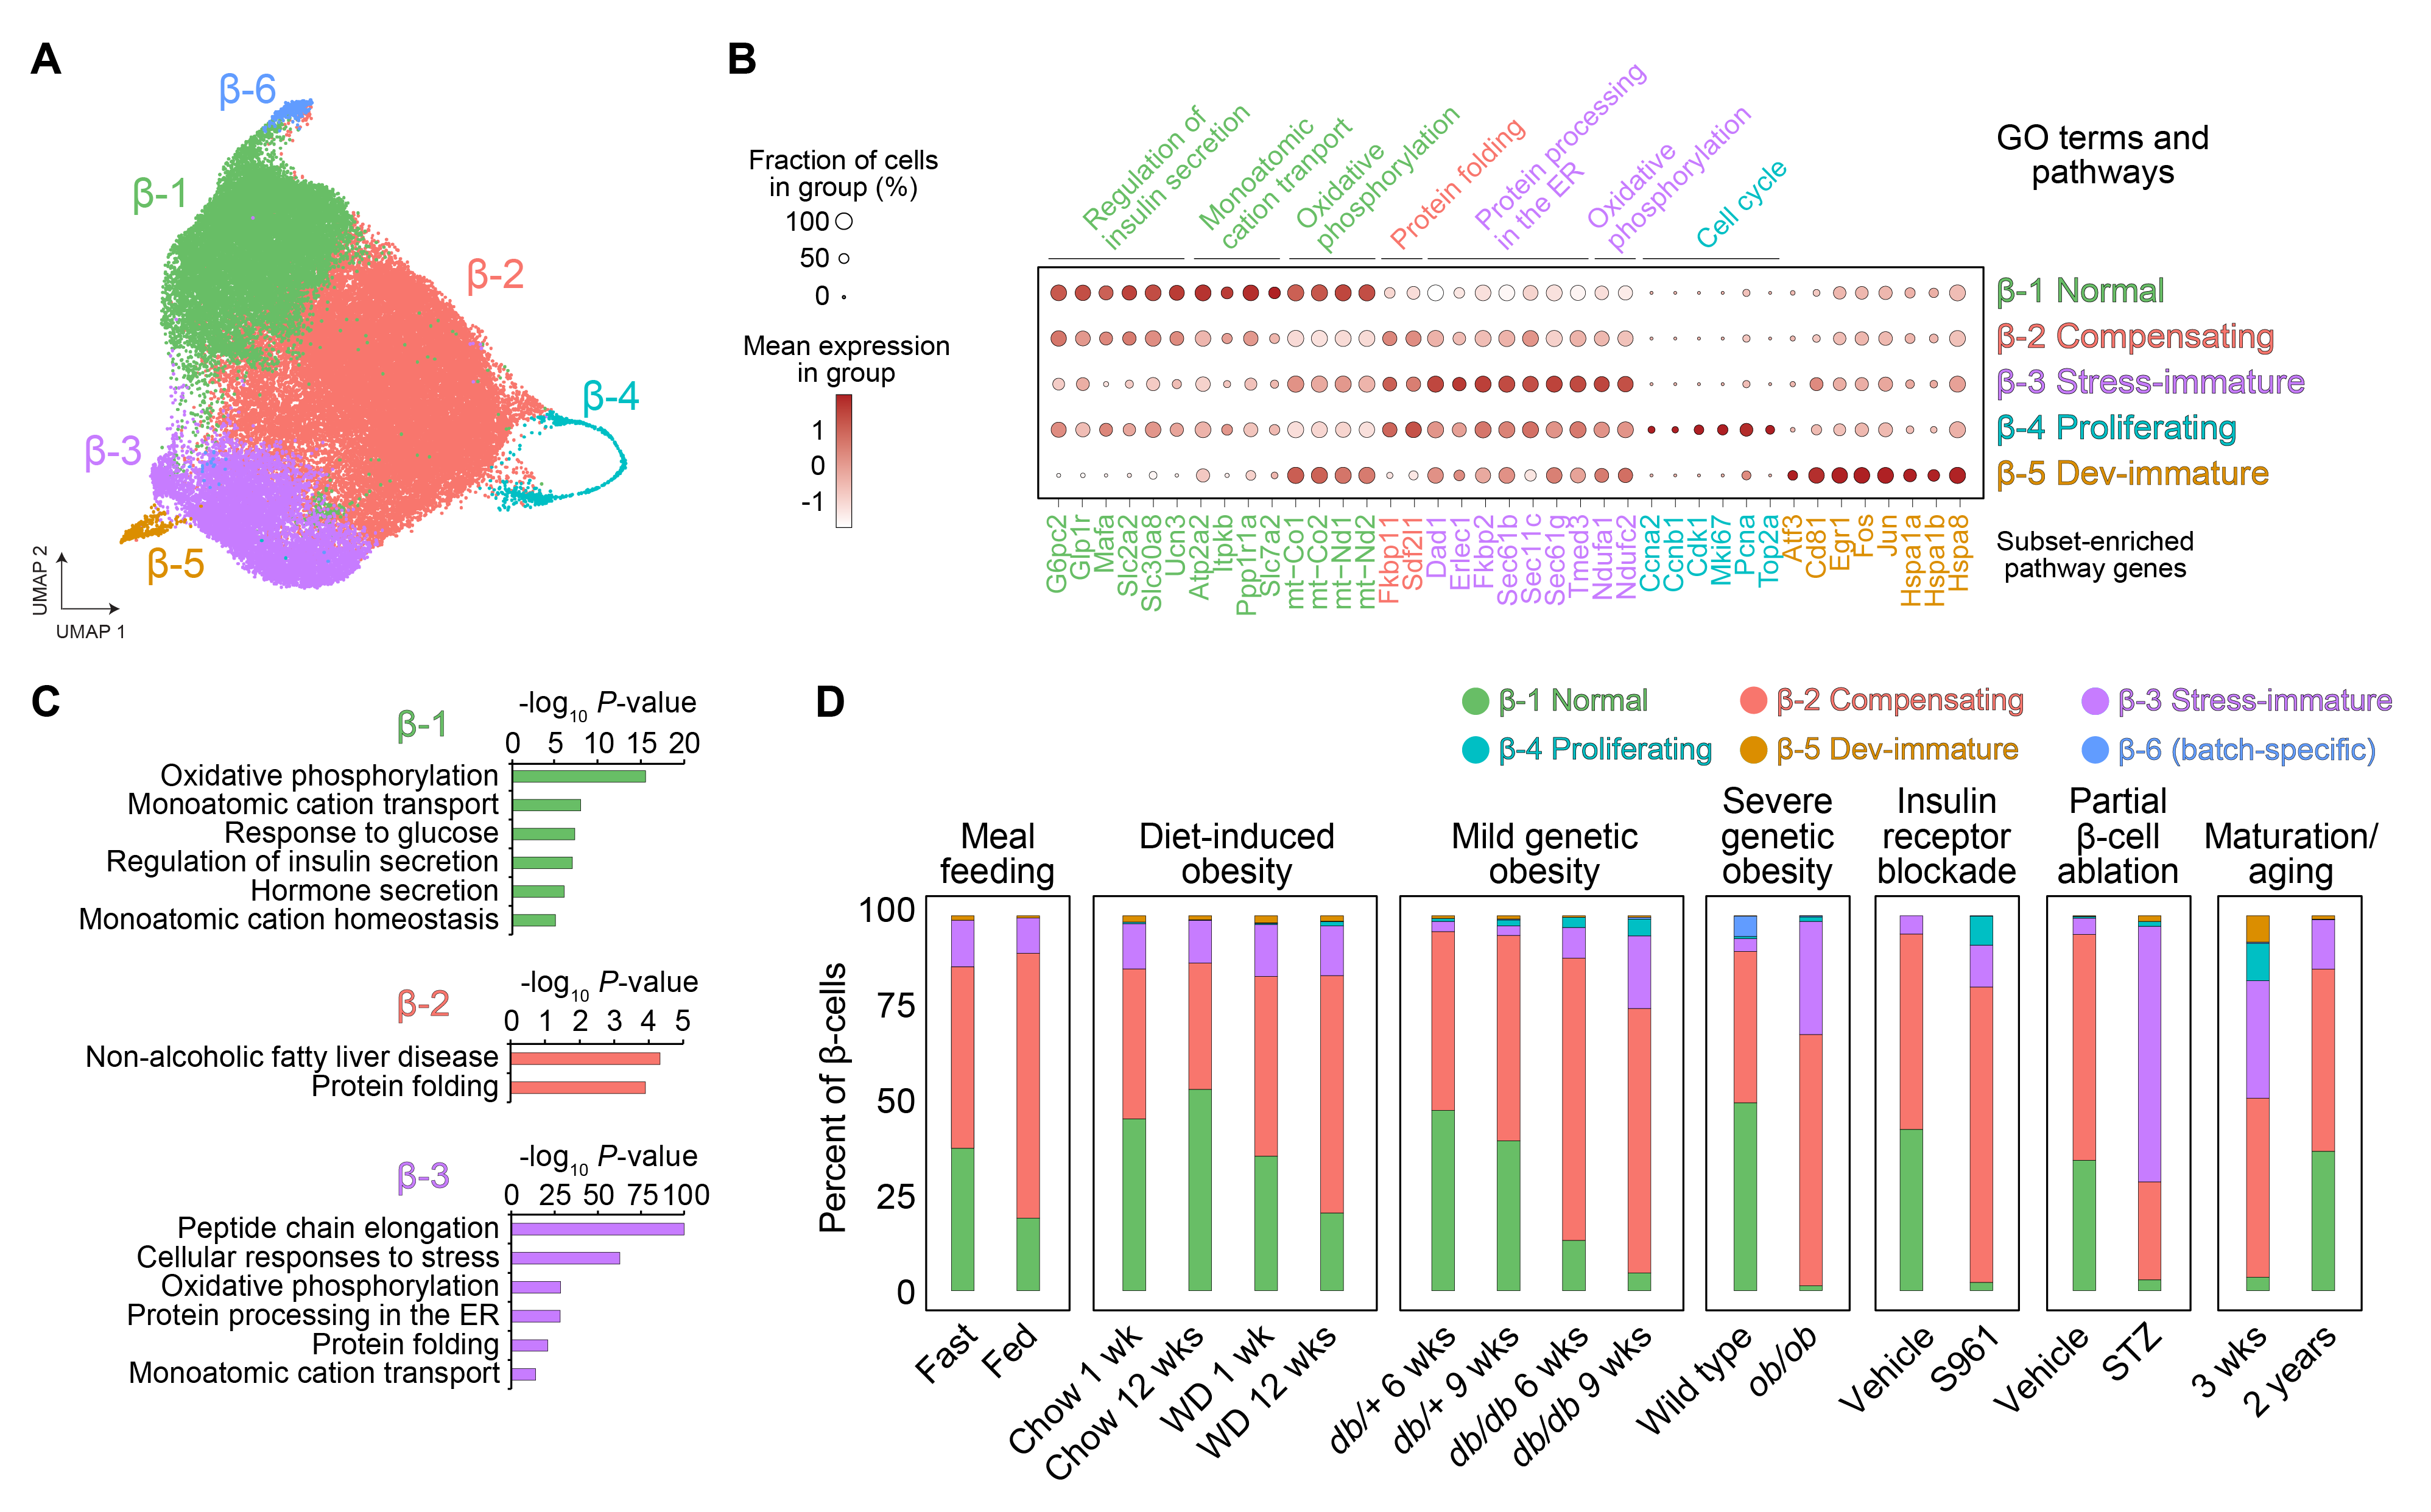 A
β-6
β-1
β-2
β-4
β-3
β-5
UMAP 2
UMAP 1
B
Fraction of cells
in group (%)
100
50
0
Mean expression
in group
1
0
-1
Regulation of
insulin secretion
Monoatomic
cation tranport
Oxidative
phosphorylation
Protein folding
Protein processing
in the ER
Oxidative
phosphorylation
Cell cycle
GO terms and
pathways
β-1 Normal
β-2 Compensating
β-3 Stress-immature
β-4 Proliferating
β-5 Dev-immature
G6pc2
Glp1r
Mafa
Slc2a2
Slc30a8
Ucn3
Atp2a2
Itpkb
Ppp1r1a
Slc7a2
mt-Co1
mt-Co2
mt-Nd1
mt-Nd2
Fkbp11
Sdf2l1
Dad1
Erlec1
Fkbp2
Sec61b
Sec11c
Sec61g
Tmed3
Ndufa1
Ndufc2
Ccna2
Ccnb1
Cdk1
Mki67
Pcna
Top2a
Atf3
Cd81
Egr1
Fos
Jun
Hspa1a
Hspa1b
Hspa8
Subset-enriched
pathway genes
C
β-1
-log10 P-value
0 5 10 15 20
Oxidative phosphorylation
Monoatomic cation transport
Response to glucose
Regulation of insulin secretion
Hormone secretion
Monoatomic cation homeostasis
β-2
-log10 P-value
0 1 2 3 4 5
Non-alcoholic fatty liver disease
Protein folding
β-3
-log10 P-value
0 25 50 75 100
Peptide chain elongation
Cellular responses to stress
Oxidative phosphorylation
Protein processing in the ER
Protein folding
Monoatomic cation transport
D
β-1 Normal
β-2 Compensating
β-3 Stress-immature
β-4 Proliferating
β-5 Dev-immature
β-6 (batch-specific)
Meal
feeding
Diet-induced
obesity
Mild genetic
obesity
Severe
genetic
obesity
Insulin
receptor
blockade
Partial
β-cell
ablation
Maturation/
aging
Percent of β-cells
100
75
50
25
0
Fast
Fed
Chow 1 wk
Chow 12 wks
WD 1 wk
WD 12 wks
db/+ 6 wks
db/+ 9 wks
db/db 6 wks
db/db 9 wks
Wild type
ob/ob
Vehicle
S961
Vehicle
STZ
3 wks
2 years